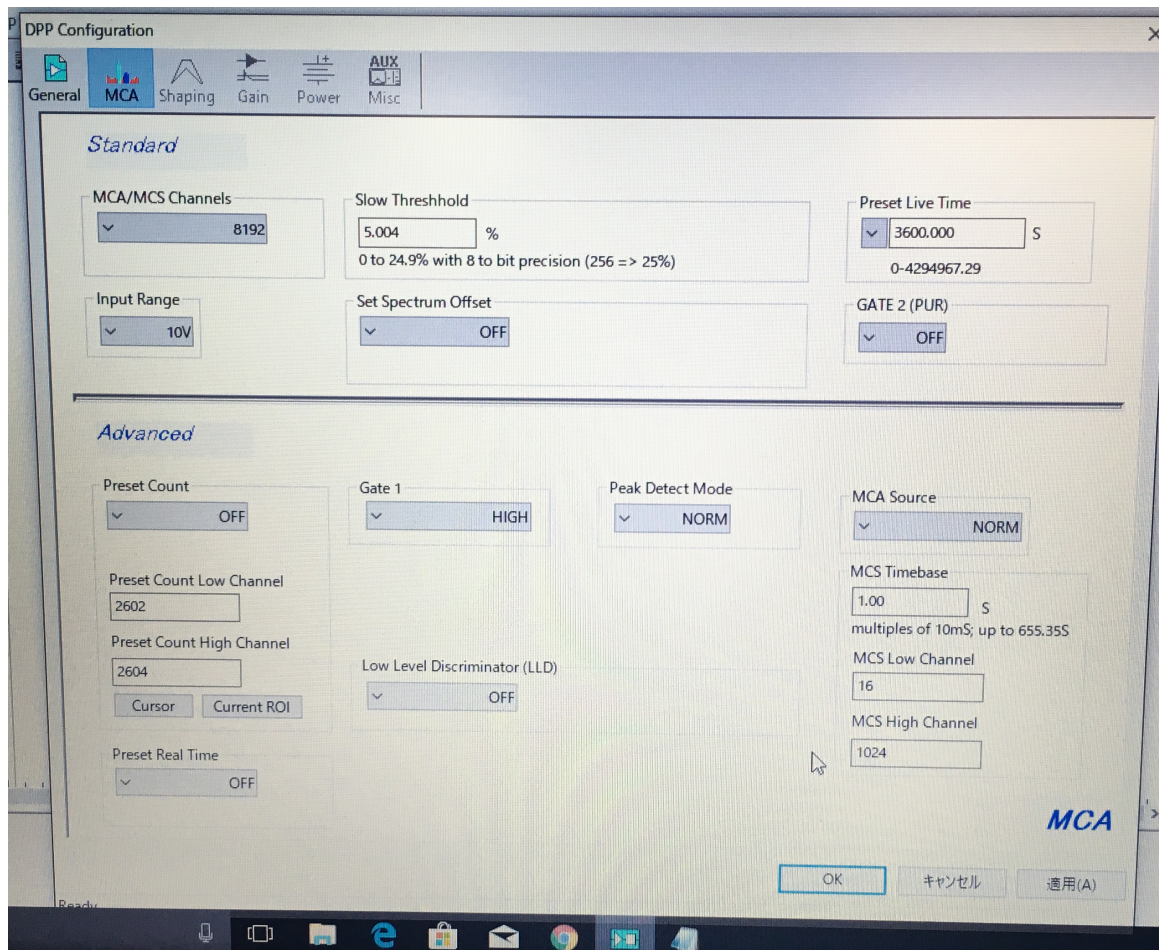 DPP Configuration
General
MCA
Shaping
Gain
Power
AUX
Misc
Standard
MCA/MCS Channels
8192
Slow Threshhold
5.004 %
0 to 24.9% with 8 to bit precision (256 => 25%)
Preset Live Time
3600.000 S
0-4294967.29
Input Range
10V
Set Spectrum Offset
OFF
GATE 2 (PUR)
OFF
Advanced
Preset Count
OFF
Gate 1
HIGH
Peak Detect Mode
NORM
MCA Source
NORM
Preset Count Low Channel
2602
Preset Count High Channel
2604
Cursor
Current ROI
Preset Real Time
OFF
Low Level Discriminator (LLD)
OFF
MCS Timebase
1.00 S
multiples of 10mS; up to 655.35S
MCS Low Channel
16
MCS High Channel
1024
MCA
OK
キャンセル
適用(A)
Ready